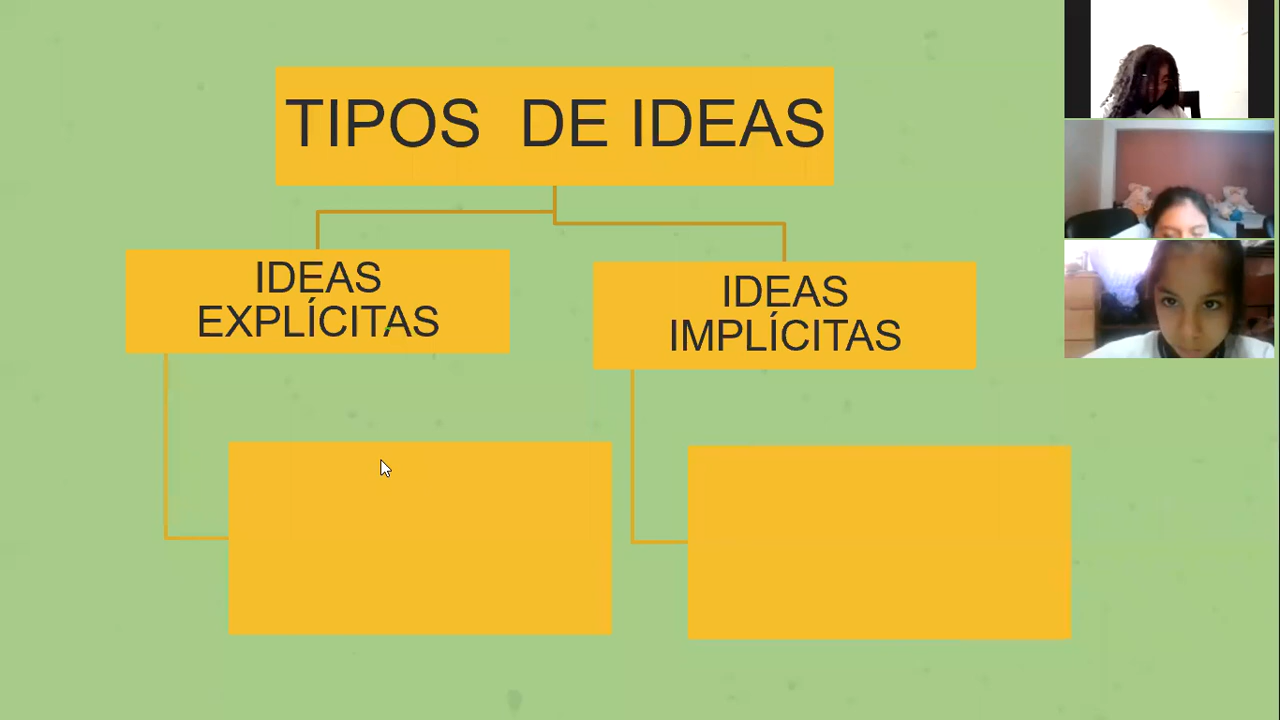 TIPOS DE IDEAS
IDEAS
EXPLÍCITAS
IDEAS
IMPLÍCITAS